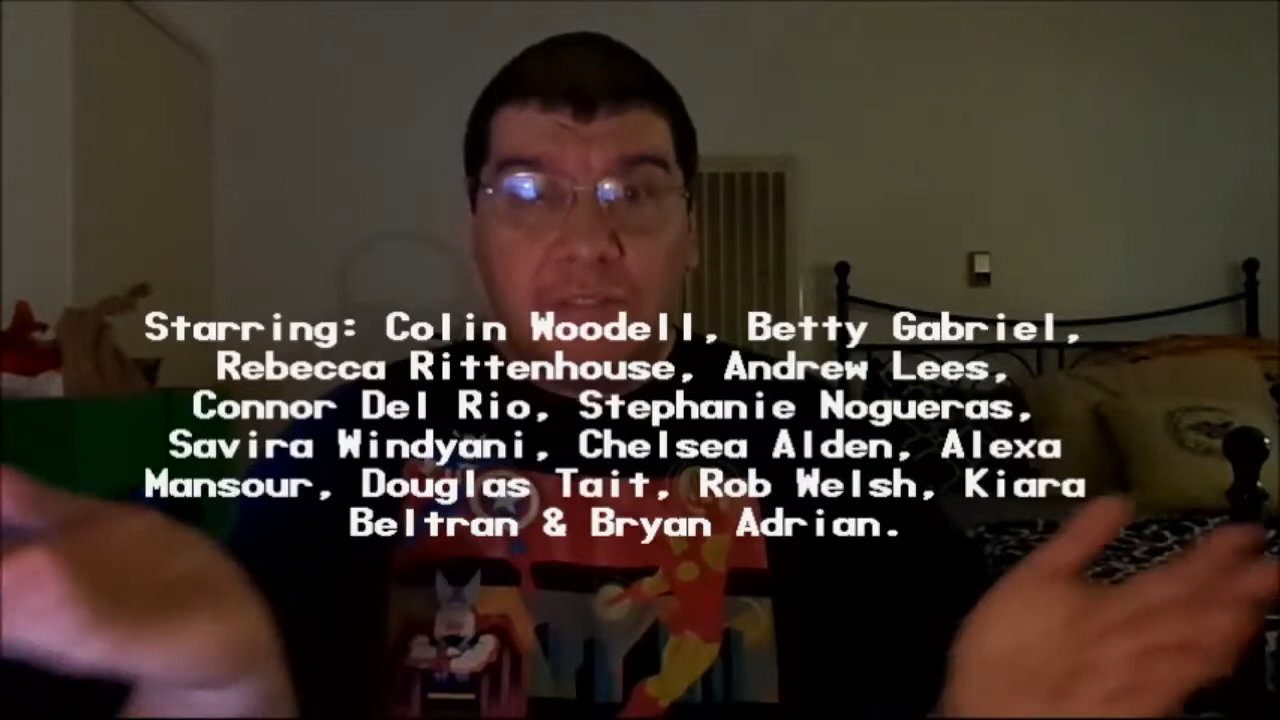 Starring: Colin Woodell, Betty Gabriel,
Rebecca Rittenhouse, Andrew Lees,
Connor Del Rio, Stephanie Nogueras,
Savira Windyani, Chelsea Alden, Alexa
Mansour, Douglas Tait, Rob Welsh, Kiara
Beltran & Bryan Adrian.